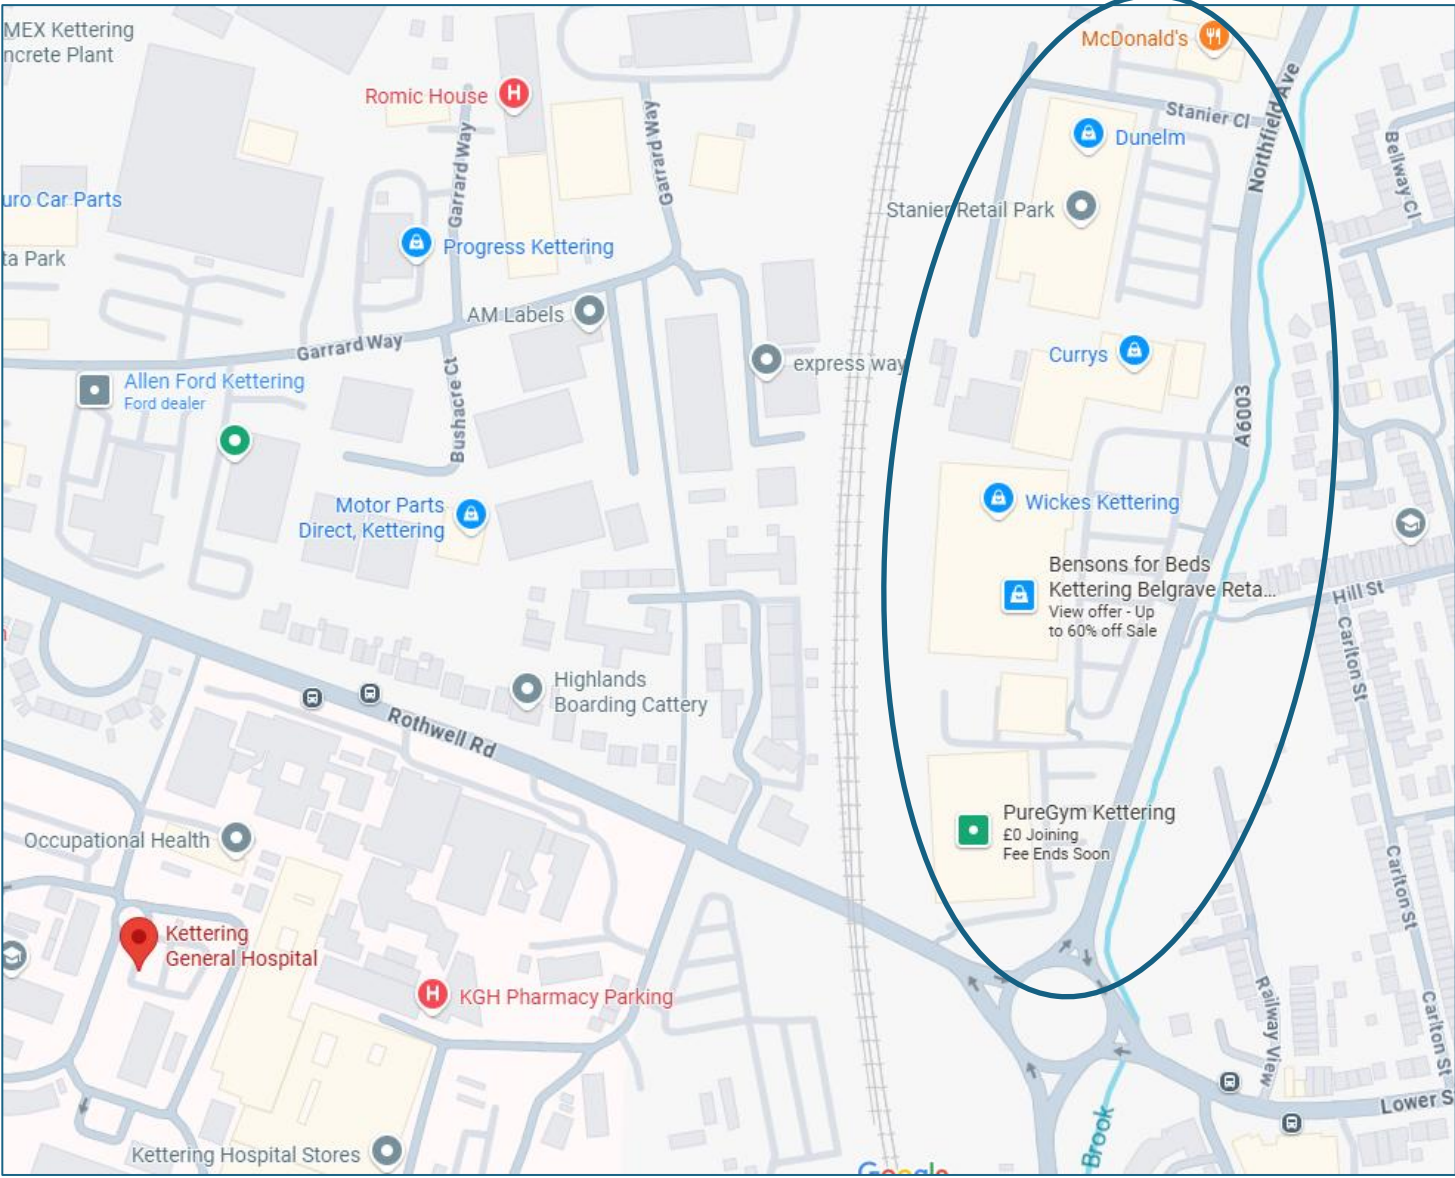 MEX Kettering
ncrete Plant
McDonald's
Romic House
H
Garrard Way
Garrard Way
Stanier Cl
Northfield Ave
Dunelm
Bellway Cl
uro Car Parts
Stanier Retail Park
Progress Kettering
ta Park
AM Labels
Garrard Way
express way
Currys
Allen Ford Kettering
Ford dealer
Bushacre Ct
A6003
Motor Parts
Direct, Kettering
Wickes Kettering
Bensons for Beds
Kettering Belgrave Reta...
View offer - Up
to 60% off Sale
Hill St
Carlton St
Highlands
Boarding Cattery
Rothwell Rd
PureGym Kettering
£0 Joining
Fee Ends Soon
Occupational Health
Carlton St
Kettering
General Hospital
H
KGH Pharmacy Parking
Railway View
Carlton St
Lower S
Brook
Kettering Hospital Stores
Google